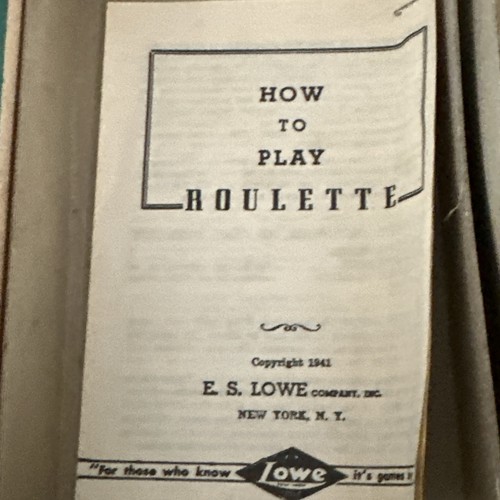 HOW
TO
PLAY
ROULETTE
Copyright 1941
E. S. LOWE COMPANY, INC.
NEW YORK, N. Y.
"For those who know Lowe it's games